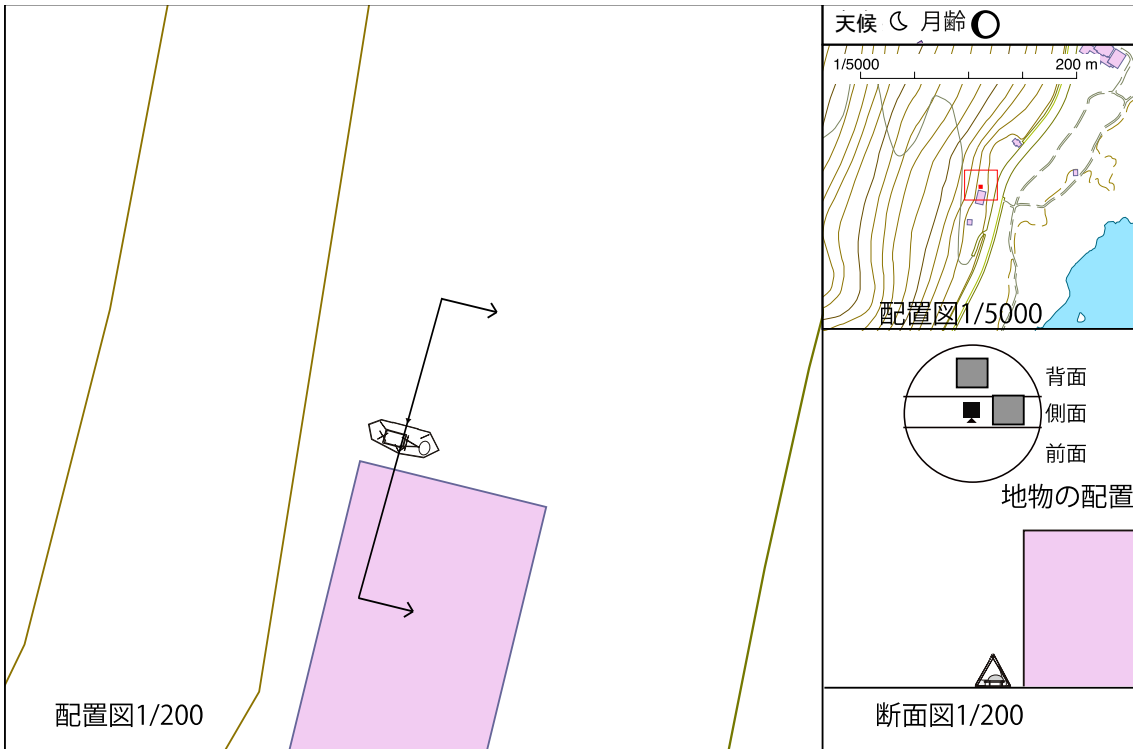 天候 月齢
1/5000 200 m
配置図1/5000
背面
側面
前面
地物の配置
配置図1/200
断面図1/200